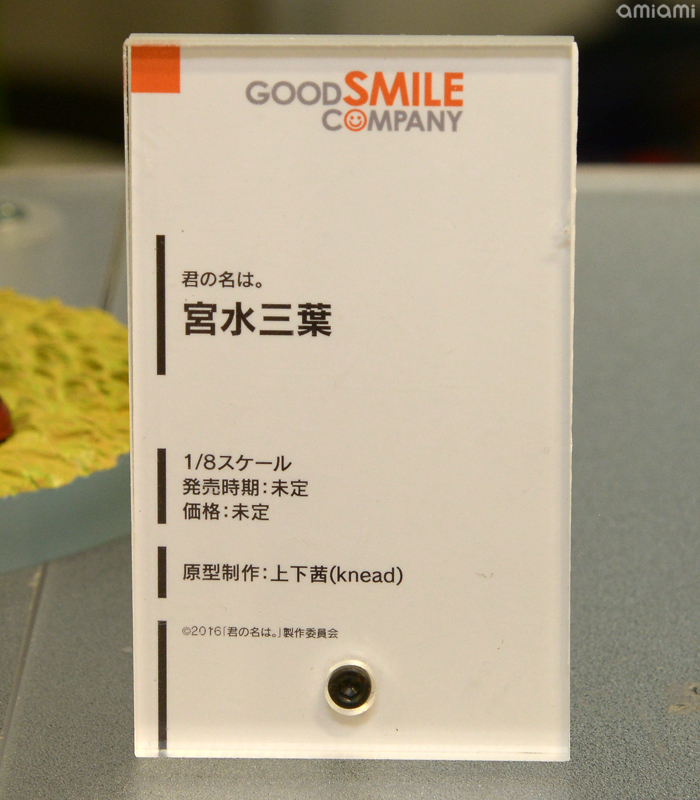 amiami
GOODSMILE
COMPANY
君の名は。
宮水三葉
1/8スケール
発売時期：未定
価格：未定
原型制作：上下茜(knead)
©2016「君の名は。」製作委員会